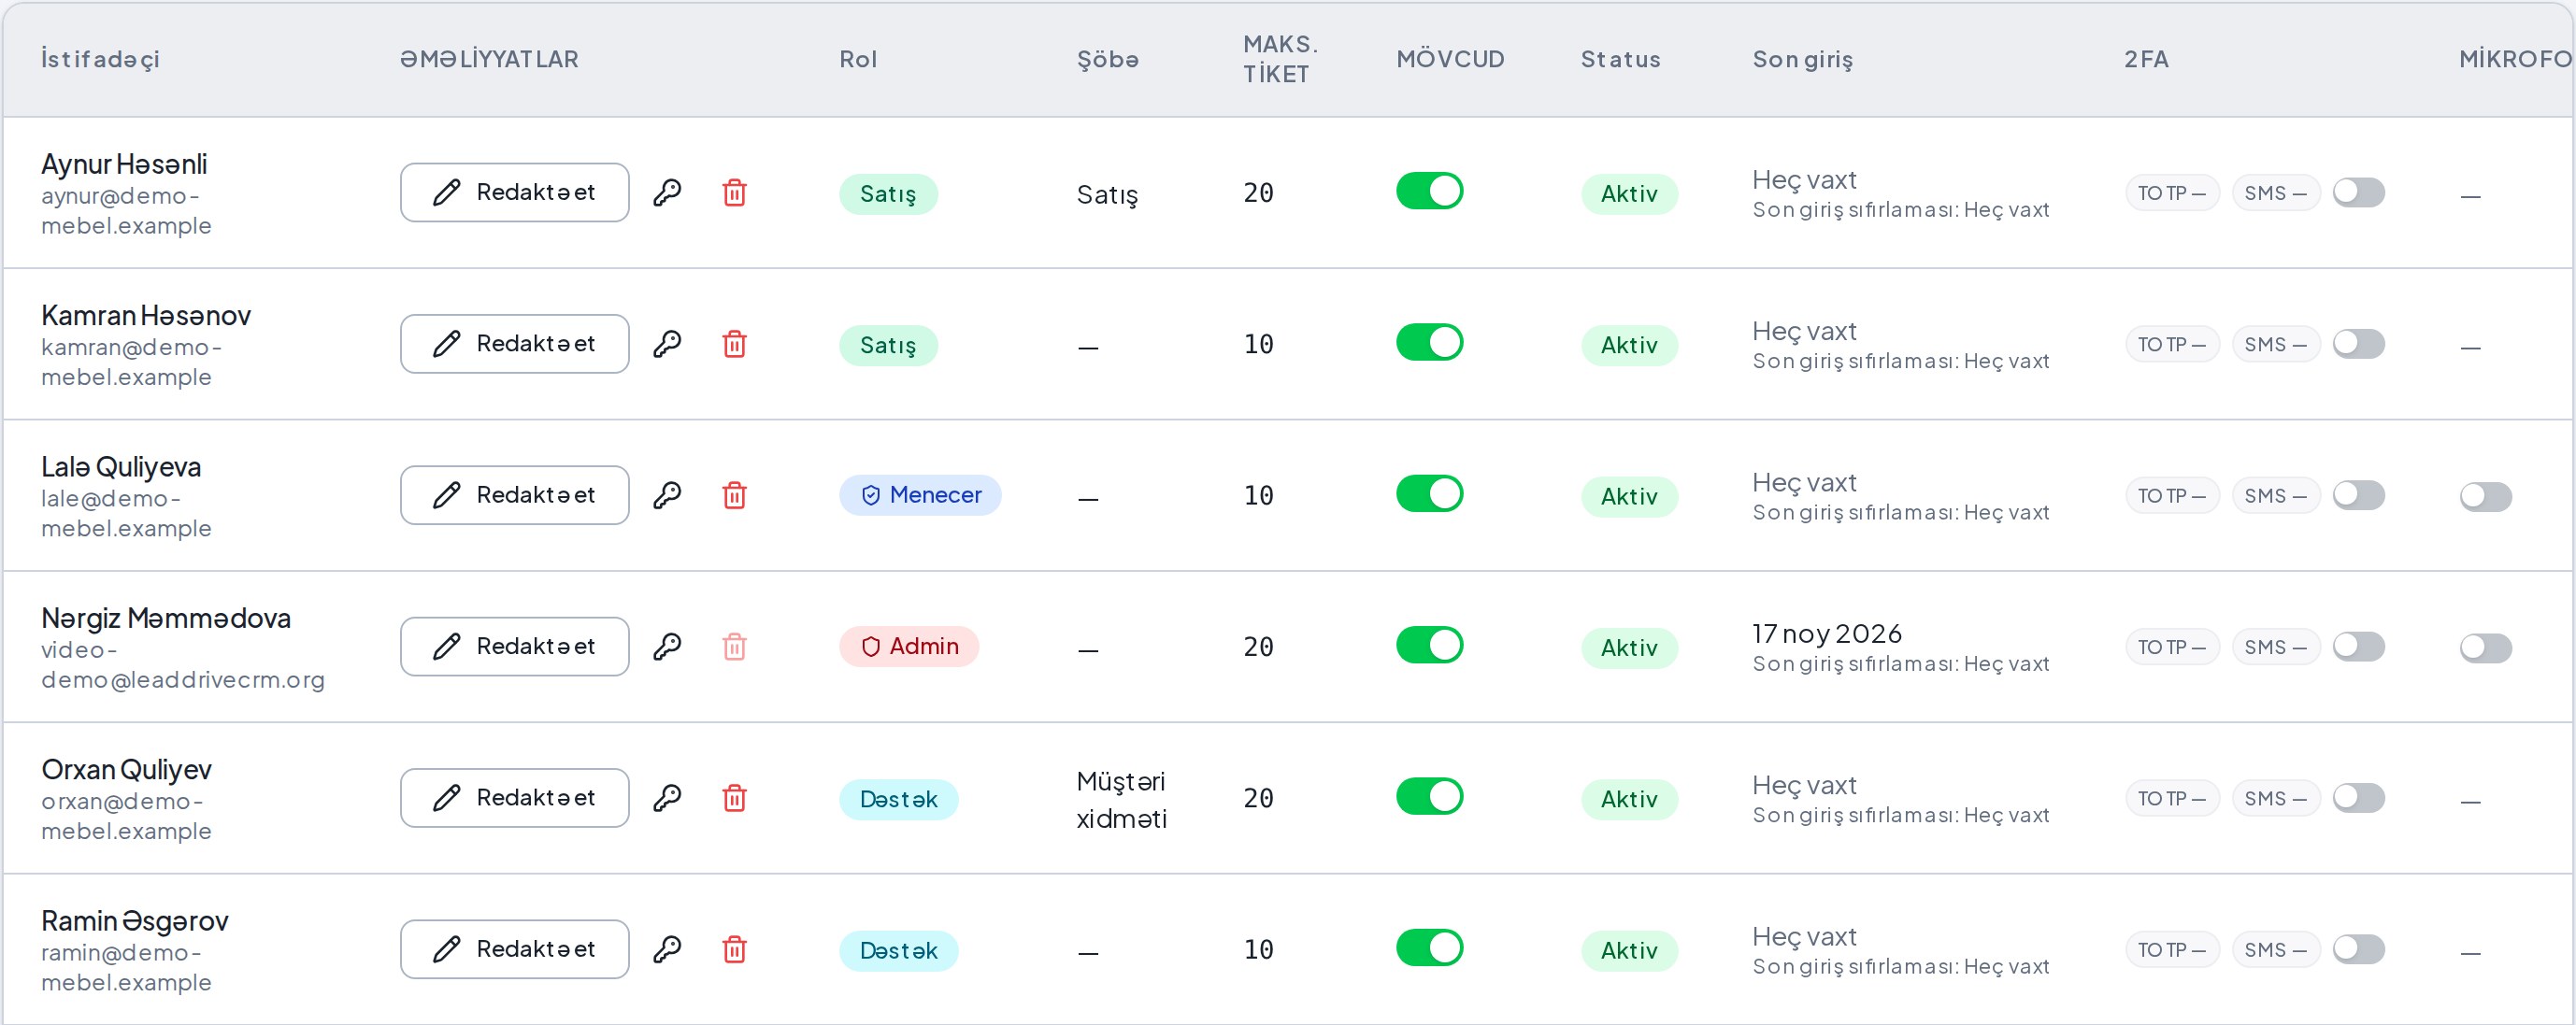 İstifadəçi ƏMƏLİYYATLAR Rol Şöbə MAKS. TİKET MÖVCUD Status Son giriş 2FA MİKROFO
Aynur Həsənli
aynur@demo-
mebel.example
Redaktə et
Satış
Satış
20
Aktiv
Heç vaxt
Son giriş sıfırlaması: Heç vaxt
TOTP — SMS —
—
Kamran Həsənov
kamran@demo-
mebel.example
Redaktə et
Satış
—
10
Aktiv
Heç vaxt
Son giriş sıfırlaması: Heç vaxt
TOTP — SMS —
—
Lalə Quliyeva
lale@demo-
mebel.example
Redaktə et
Menecer
—
10
Aktiv
Heç vaxt
Son giriş sıfırlaması: Heç vaxt
TOTP — SMS —
Nərgiz Məmmədova
video-
demo@leaddrivecrm.org
Redaktə et
Admin
—
20
Aktiv
17 noy 2026
Son giriş sıfırlaması: Heç vaxt
TOTP — SMS —
Orxan Quliyev
orxan@demo-
mebel.example
Redaktə et
Dəstək
Müştəri
xidməti
20
Aktiv
Heç vaxt
Son giriş sıfırlaması: Heç vaxt
TOTP — SMS —
—
Ramin Əsgərov
ramin@demo-
mebel.example
Redaktə et
Dəstək
—
10
Aktiv
Heç vaxt
Son giriş sıfırlaması: Heç vaxt
TOTP — SMS —
—